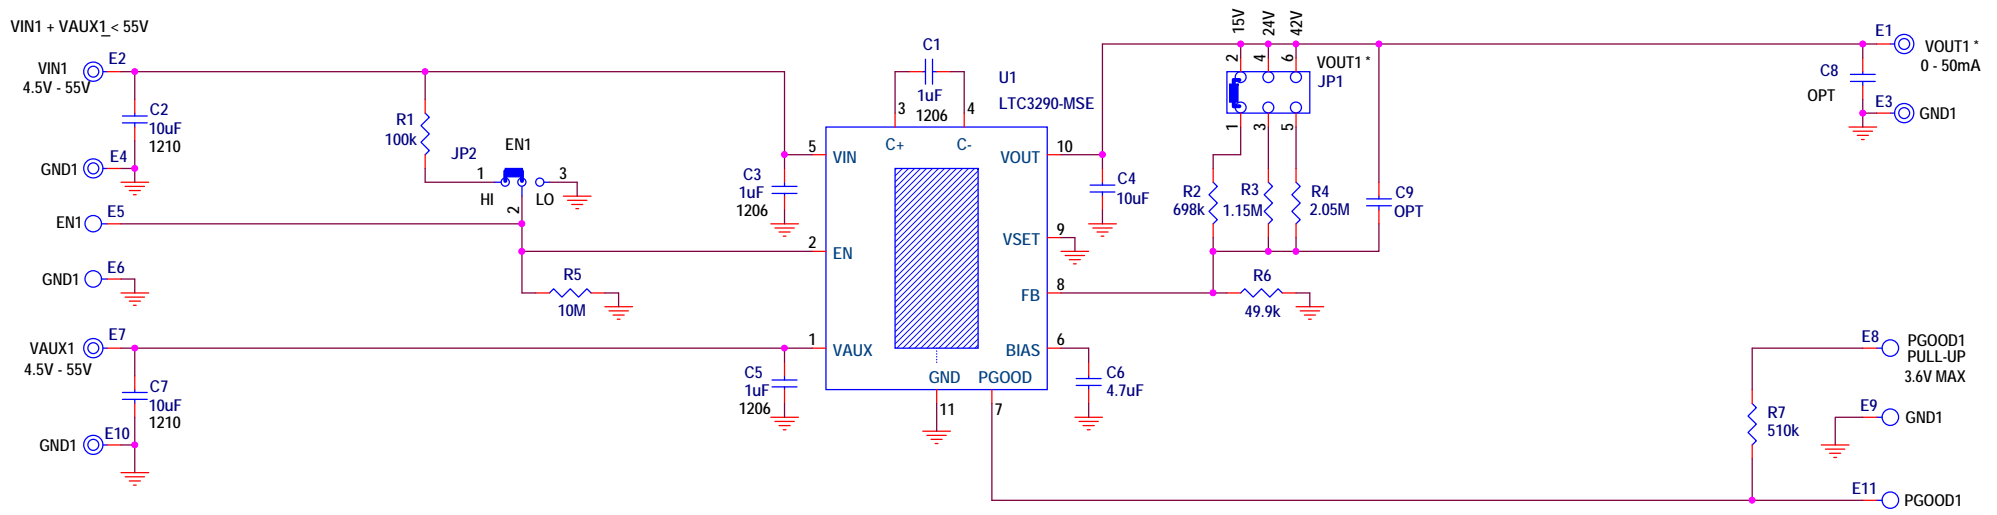 VIN1 + VAUX1 < 55V
VIN1
4.5V - 55V
E2
C2
10uF
1210
GND1
E4
EN1
E5
GND1
E6
VAUX1
4.5V - 55V
E7
C7
10uF
1210
GND1
E10
R1
100k
JP2
EN1
1
3
HI
LO
2
R5
10M
C3
1uF
1206
C5
1uF
1206
C1
1uF
1206
3
4
U1
LTC3290-MSE
C+
C-
5
VIN
2
EN
1
VAUX
GND
PGOOD
11
7
VOUT
10
VSET
9
FB
8
BIAS
6
C4
10uF
C6
4.7uF
15V
24V
42V
2
4
6
VOUT1 *
JP1
1
3
5
R2
698k
R3
1.15M
R4
2.05M
C9
OPT
R6
49.9k
E1
VOUT1 *
0 - 50mA
C8
OPT
E3
GND1
E8
PGOOD1
PULL-UP
3.6V MAX
R7
510k
E9
GND1
E11
PGOOD1